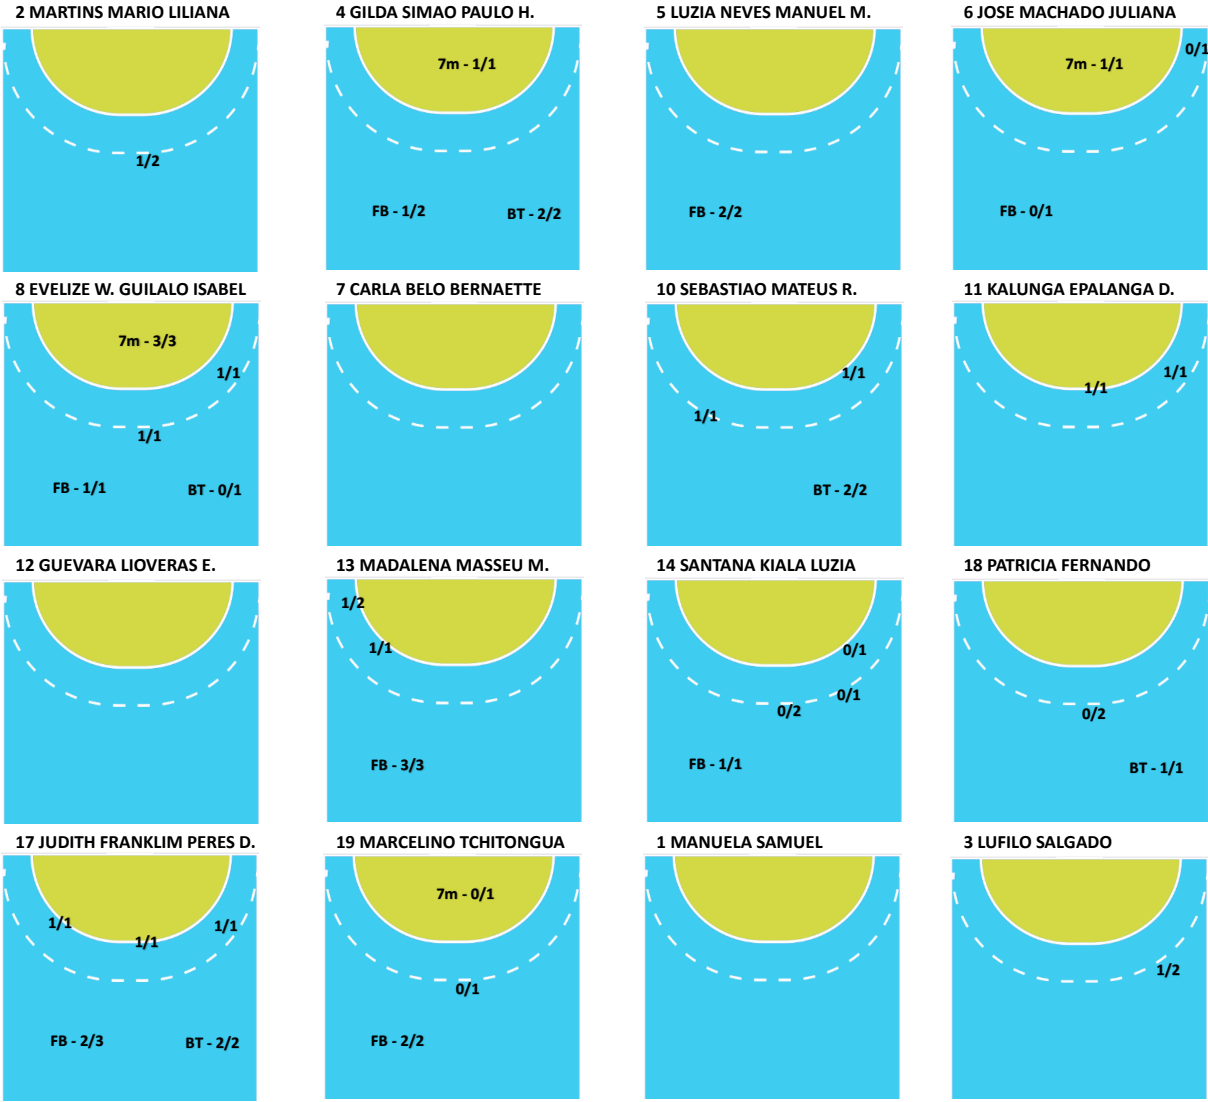 2 MARTINS MARIO LILIANA
1/2
4 GILDA SIMAO PAULO H.
7m - 1/1
FB - 1/2
BT - 2/2
5 LUZIA NEVES MANUEL M.
FB - 2/2
6 JOSE MACHADO JULIANA
0/1
7m - 1/1
FB - 0/1
8 EVELIZE W. GUILALO ISABEL
7m - 3/3
1/1
1/1
FB - 1/1
BT - 0/1
7 CARLA BELO BERNAETTE
10 SEBASTIAO MATEUS R.
1/1
1/1
BT - 2/2
11 KALUNGA EPALANGA D.
1/1
1/1
12 GUEVARA LIOVERAS E.
13 MADALENA MASSEU M.
1/2
1/1
FB - 3/3
14 SANTANA KIALA LUZIA
0/1
0/1
0/2
FB - 1/1
18 PATRICIA FERNANDO
0/2
BT - 1/1
17 JUDITH FRANKLIM PERES D.
1/1
1/1
1/1
FB - 2/3
BT - 2/2
19 MARCELINO TCHITONGUA
7m - 0/1
0/1
FB - 2/2
1 MANUELA SAMUEL
3 LUFILO SALGADO
1/2